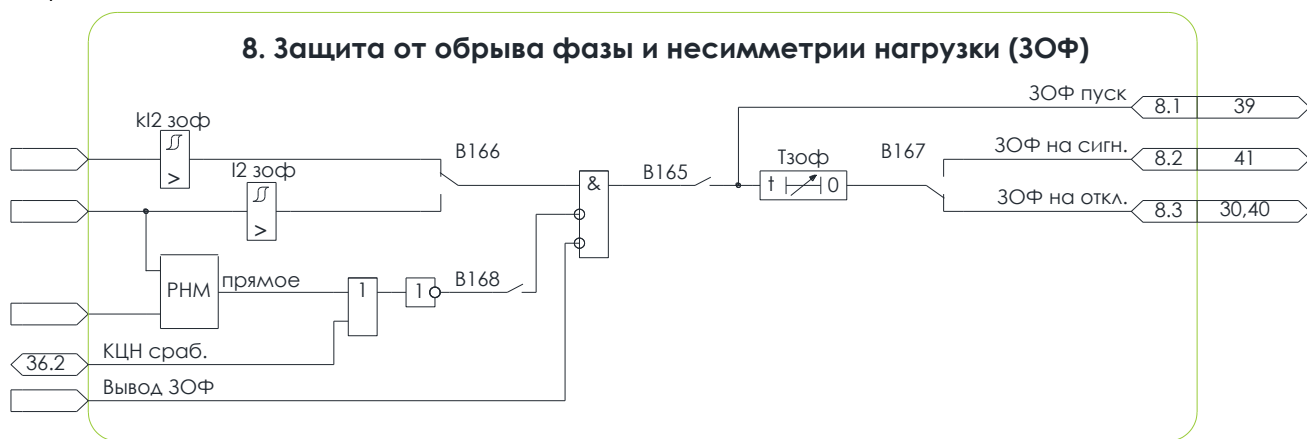 8. Защита от обрыва фазы и несимметрии нагрузки (ЗОФ)
ЗОФ пуск
8.1 39
kI2 зоф
>
I2 зоф
>
В166
&
В165
Тзоф
t 0
В167
ЗОФ на сигн.
8.2 41
ЗОФ на откл.
8.3 30,40
РНМ
прямое
1
1
В168
36.2
КЦН сраб.
Вывод ЗОФ